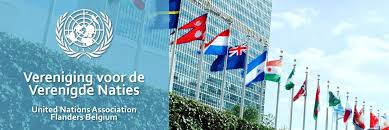 Vereniging voor de
Verenigde Naties
United Nations Association
Flanders Belgium